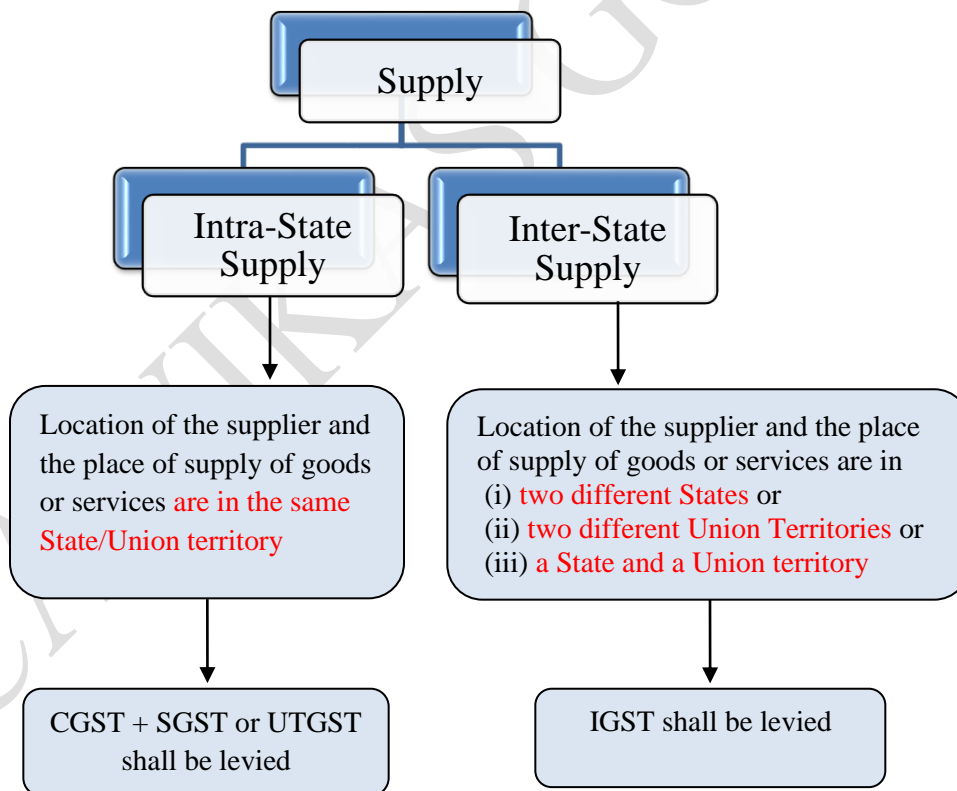 Supply
Intra-State
Supply
Inter-State
Supply
Location of the supplier and
the place of supply of goods
or services are in the same
State/Union territory
Location of the supplier and the place
of supply of goods or services are in
(i) two different States or
(ii) two different Union Territories or
(iii) a State and a Union territory
CGST + SGST or UTGST
shall be levied
IGST shall be levied